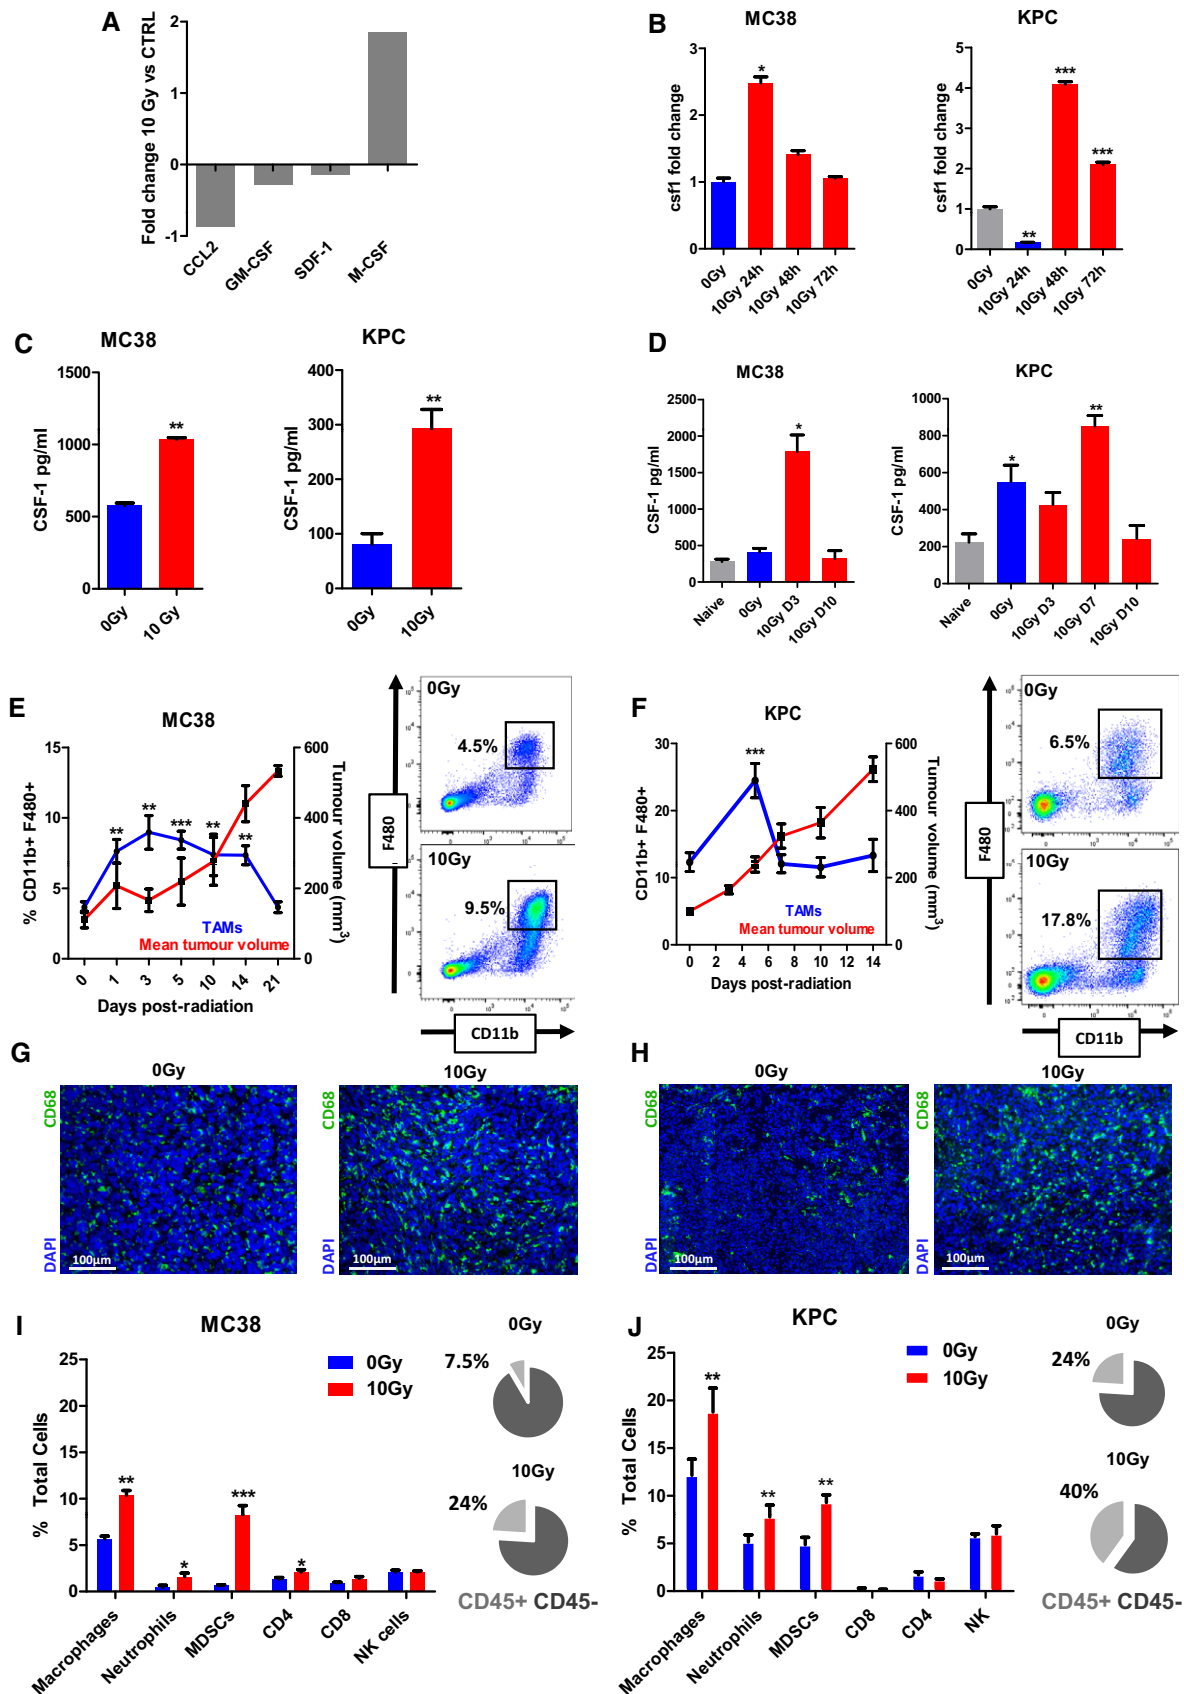 A
Fold change 10 Gy vs CTRL
2
1
0
-1
CCL2
GM-CSF
SDF-1
M-CSF
B
MC38
csf1 fold change
3
2
1
0
*
0Gy
10Gy 24h
10Gy 48h
10Gy 72h
KPC
csf1 fold change
5
4
3
2
1
0
**
***
***
0Gy
10Gy 24h
10Gy 48h
10Gy 72h
C
MC38
CSF-1 pg/ml
1500
1000
500
0
**
0Gy
10 Gy
KPC
CSF-1 pg/ml
400
300
200
100
0
**
0Gy
10Gy
D
MC38
CSF-1 pg/ml
2500
2000
1500
1000
500
0
*
Naive
0Gy
10Gy D3
10Gy D10
KPC
CSF-1 pg/ml
1000
800
600
400
200
0
*
**
Naive
0Gy
10Gy D3
10Gy D7
10Gy D10
E
MC38
% CD11b+ F480+
15
10
5
0
** ** *** ** **
TAMs
Mean tumour volume
600
400
200
0
Tumour volume (mm3)
0 1 3 5 10 14 21
Days post-radiation
F480
0Gy
4.5%
10Gy
9.5%
CD11b
F
KPC
CD11b+ F480+
30
20
10
0
***
TAMs
Mean tumour volume
600
400
200
0
Tumour volume (mm3)
0 2 4 6 8 10 12 14
Days post-radiation
F480
0Gy
6.5%
10Gy
17.8%
CD11b
G
0Gy
10Gy
CD68
DAPI
100µm
CD68
DAPI
100µm
H
0Gy
10Gy
CD68
DAPI
100µm
CD68
DAPI
100µm
I
MC38
% Total Cells
25
20
15
10
5
0
0Gy
10Gy
** * *** *
Macrophages
Neutrophils
MDSCs
CD4
CD8
NK cells
0Gy
7.5%
10Gy
24%
CD45+ CD45-
J
KPC
% Total Cells
25
20
15
10
5
0
0Gy
10Gy
** ** **
Macrophages
Neutrophils
MDSCs
CD8
CD4
NK
0Gy
24%
10Gy
40%
CD45+ CD45-